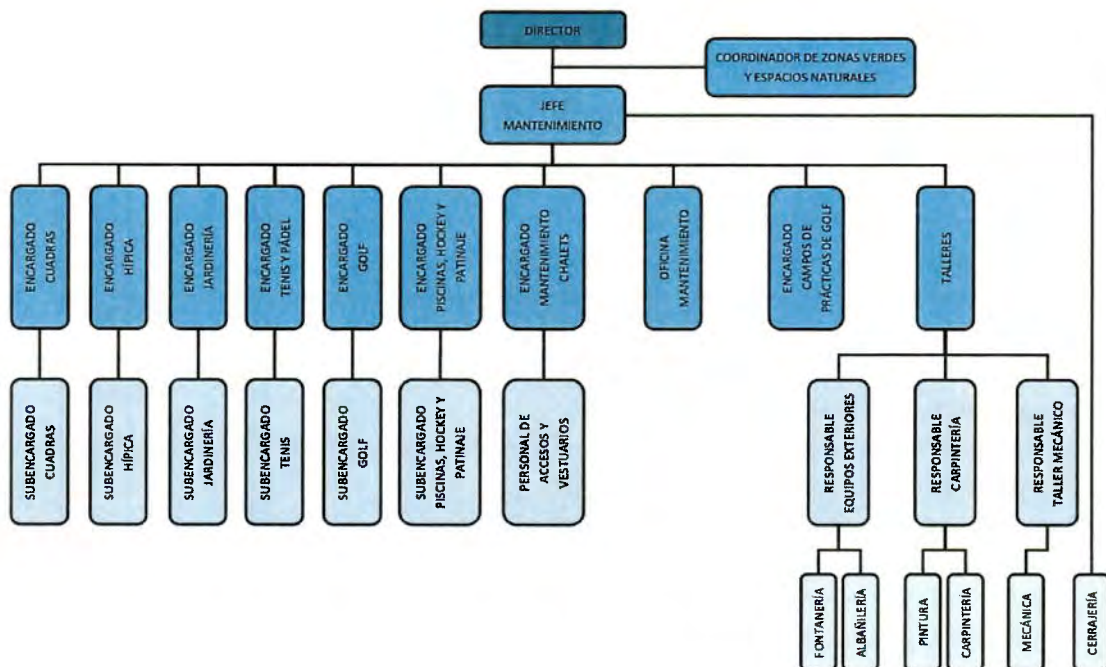 DIRECTOR
COORDINADOR DE ZONAS VERDES
Y ESPACIOS NATURALES
JEFE
MANTENIMIENTO
ENCARGADO
CUADRAS
ENCARGADO
HÍPICA
ENCARGADO
JARDINERÍA
ENCARGADO
TENIS Y PÁDEL
ENCARGADO
GOLF
ENCARGADO
PISCINAS, HOCKEY Y
PATINAJE
ENCARGADO
MANTENIMIENTO
CHALETS
OFICINA
MANTENIMIENTO
ENCARGADO
CAMPOS DE
PRÁCTICAS DE GOLF
TALLERES
SUBENCARGADO
CUADRAS
SUBENCARGADO
HÍPICA
SUBENCARGADO
JARDINERÍA
SUBENCARGADO
TENIS
SUBENCARGADO
GOLF
SUBENCARGADO
PISCINAS, HOCKEY Y
PATINAJE
PERSONAL DE
ACCESOS Y
VESTUARIOS
RESPONSABLE
EQUIPOS EXTERIORES
RESPONSABLE
CARPINTERÍA
RESPONSABLE
TALLER MECÁNICO
FONTANERÍA
ALBAÑILERÍA
PINTURA
CARPINTERÍA
MECÁNICA
CERRAJERÍA